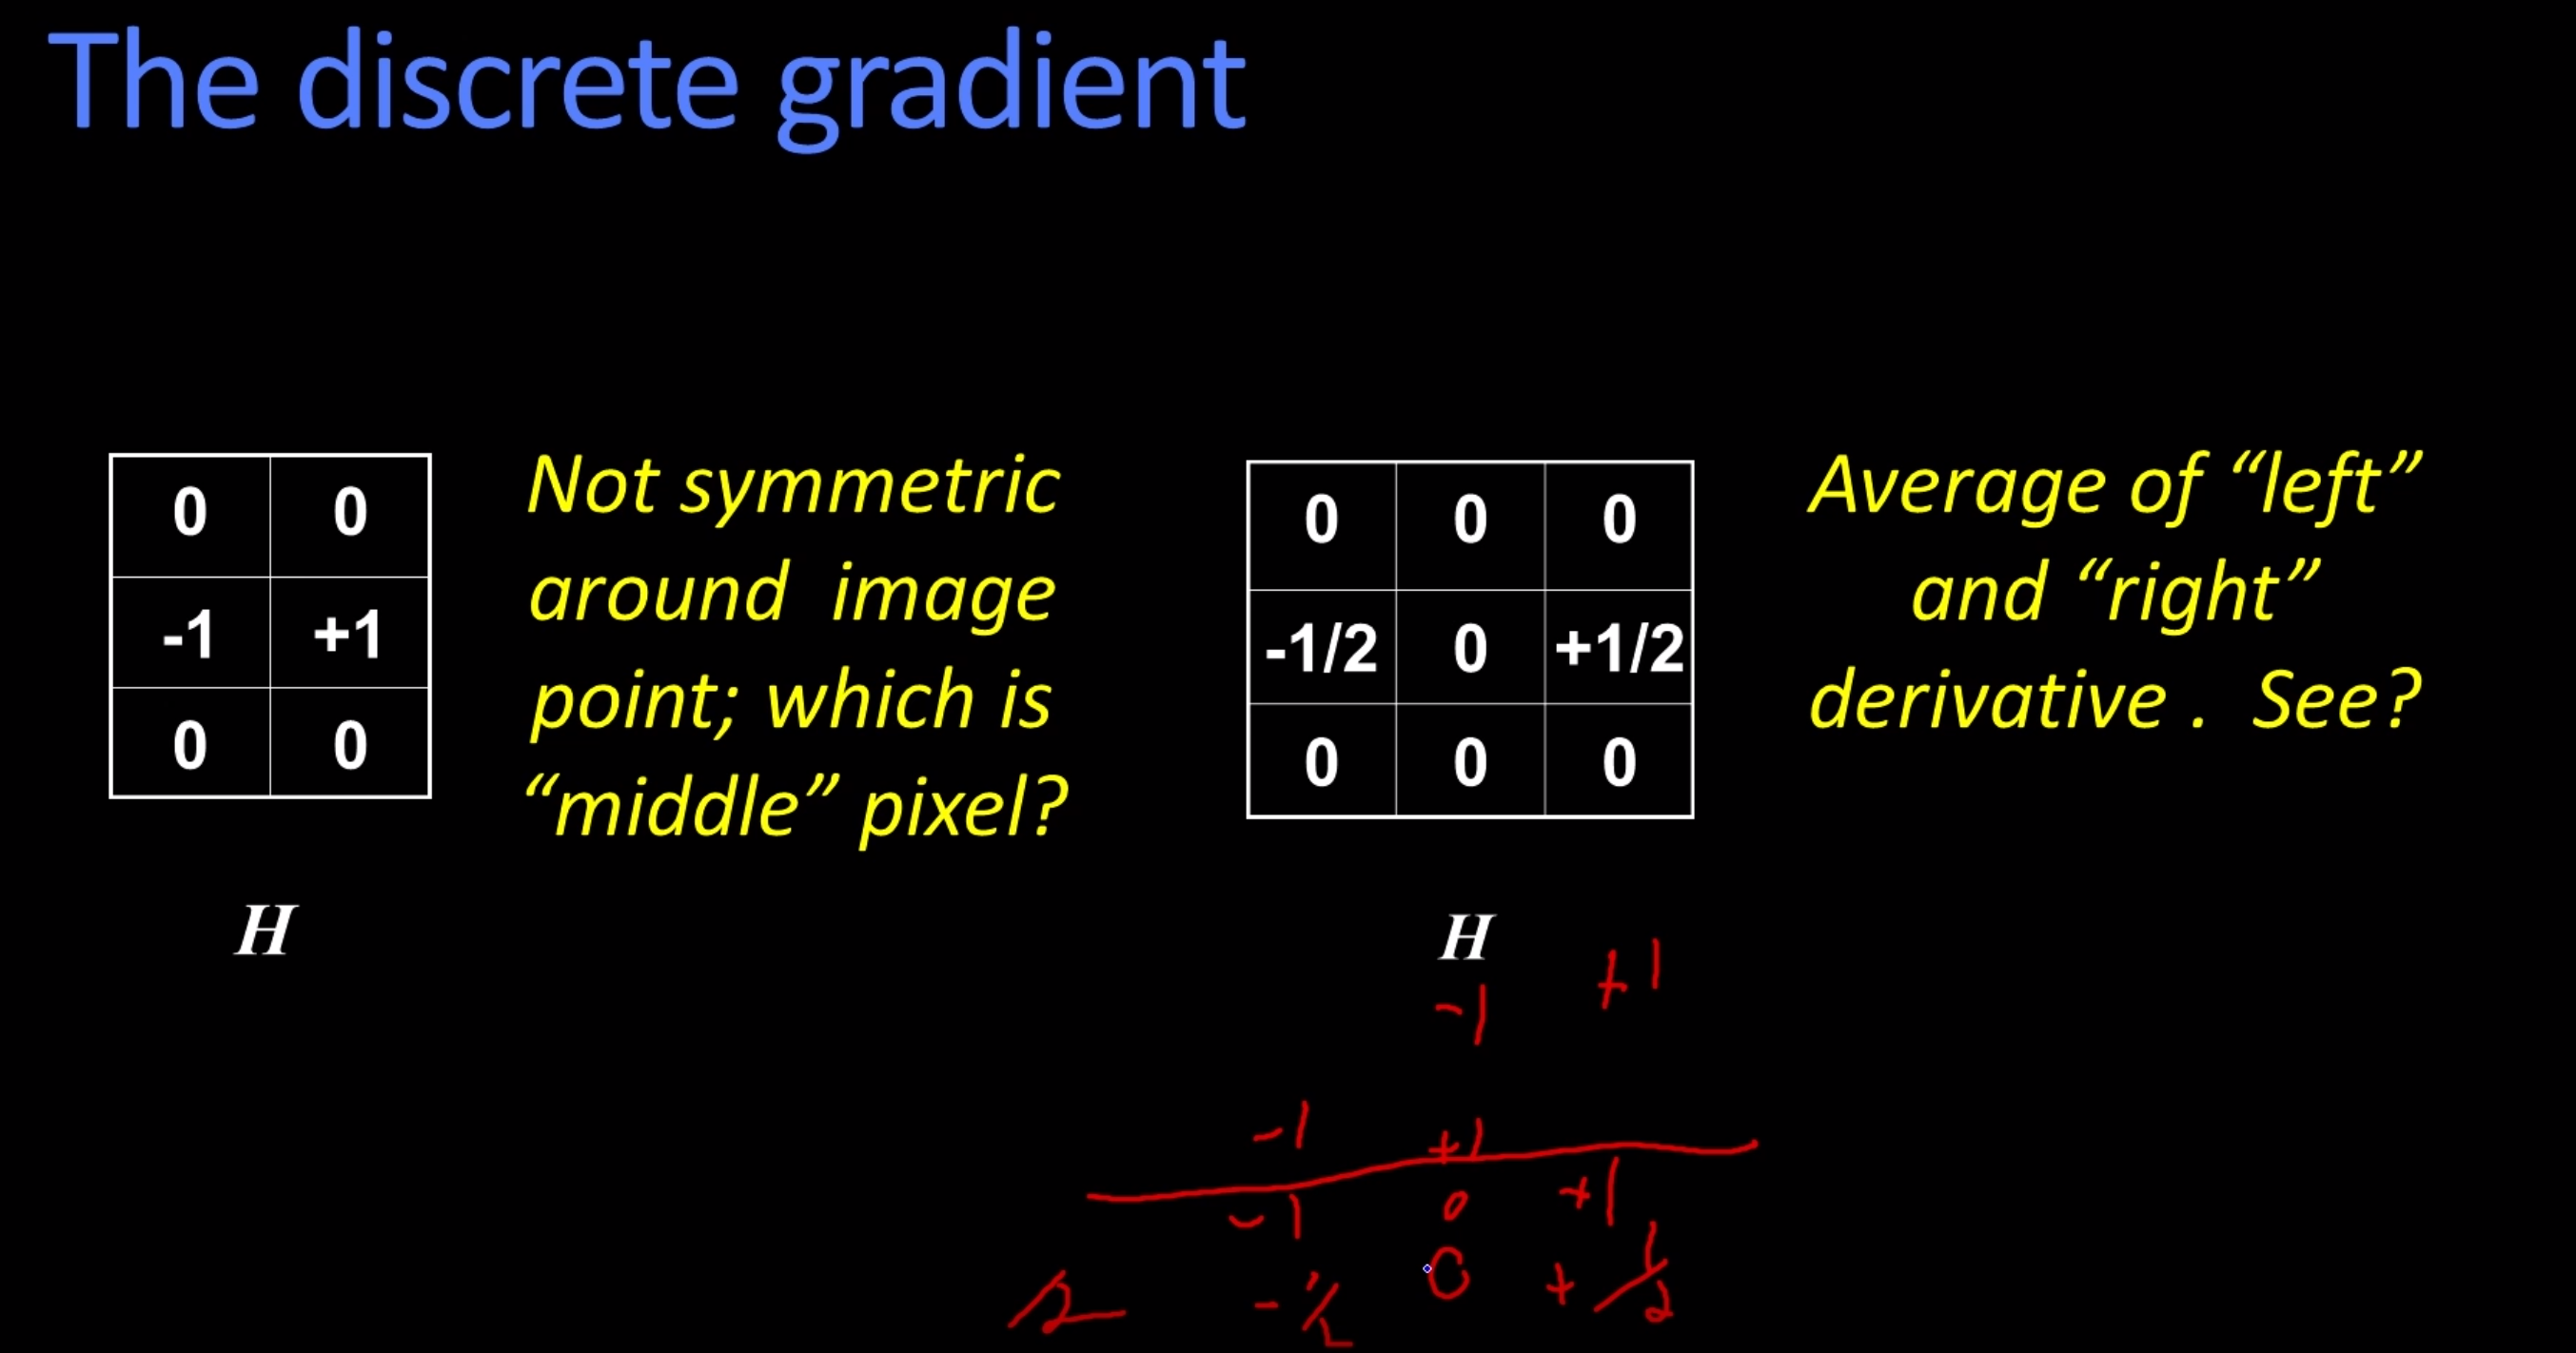 The discrete gradient
0 0
-1 +1
0 0
H
Not symmetric
around image
point; which is
“middle” pixel?
0 0 0
-1/2 0 +1/2
0 0 0
H
Average of “left”
and “right”
derivative . See?
-1 +1
-1 +1
-1 0 +1
/2 -1/2 0 +1/2